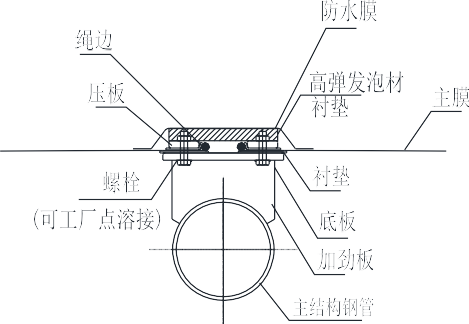 防水膜
绳边
高弹发泡材
衬垫
压板
主膜
螺栓
(可工厂点溶接)
衬垫
底板
加劲板
主结构钢管